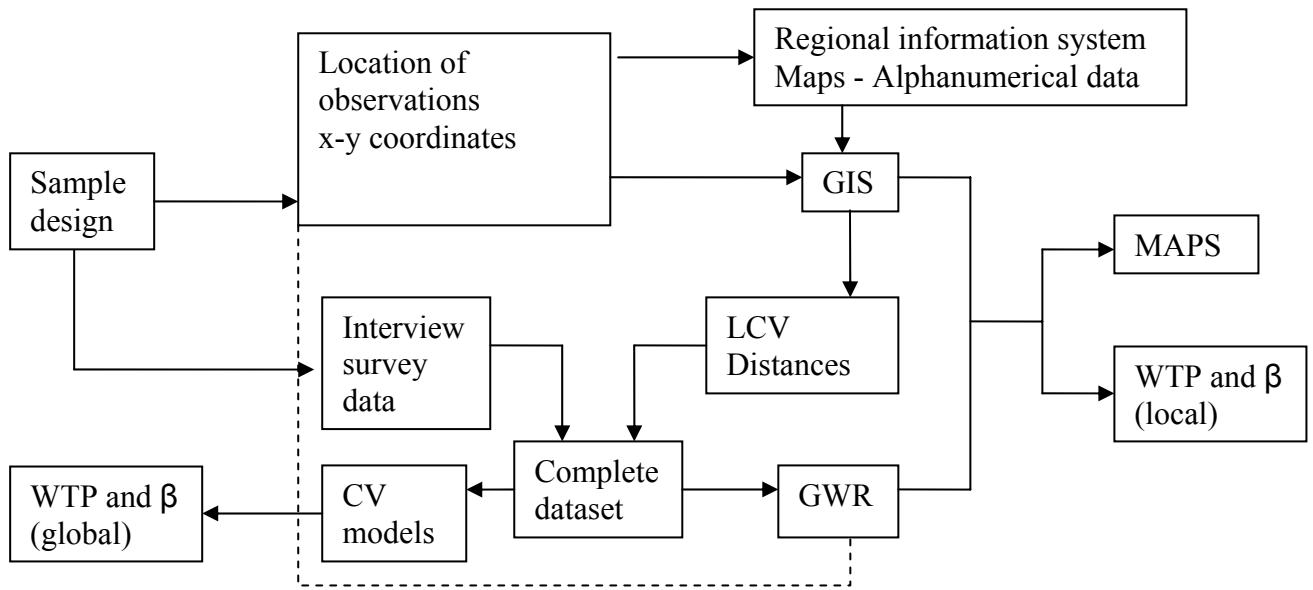 Regional information system
Maps - Alphanumerical data
Location of
observations
x-y coordinates
Sample
design
GIS
MAPS
Interview
survey
data
LCV
Distances
WTP and β
(local)
Complete
dataset
GWR
CV
models
WTP and β
(global)